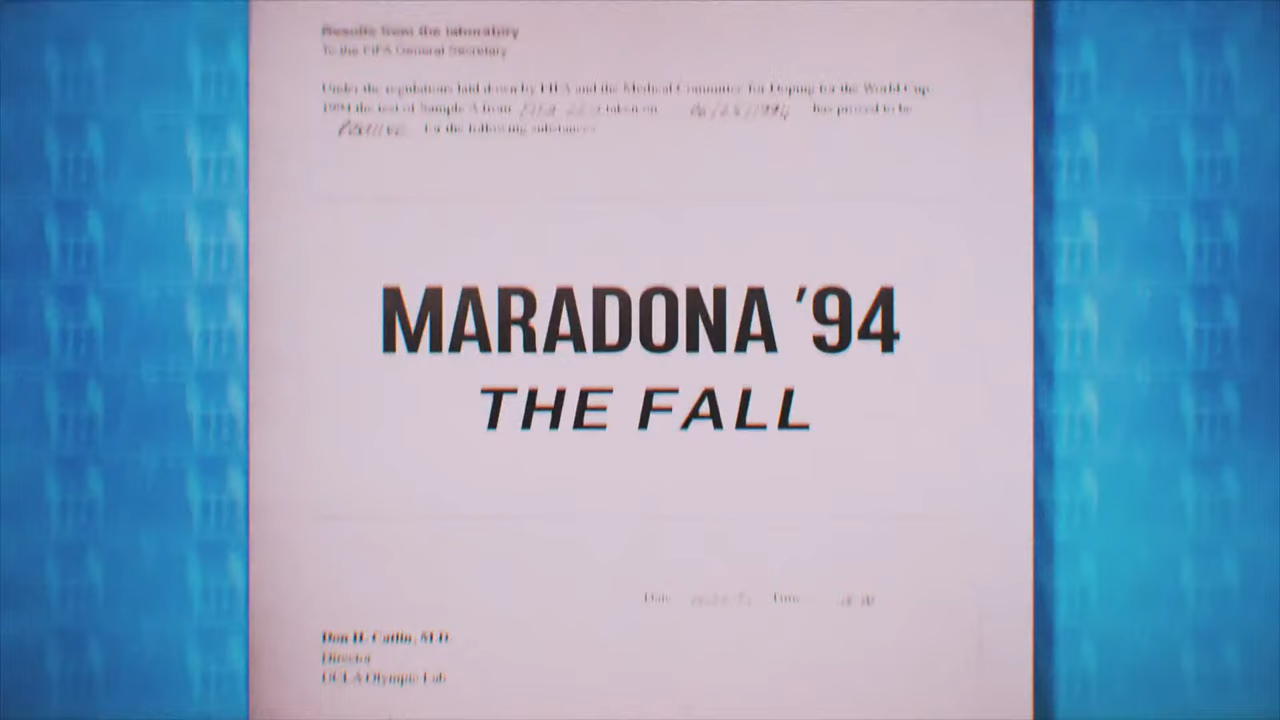 Results from the laboratory
To the FIFA General Secretary
Under the regulations laid down by FIFA and the Medical Committee for Doping for the World Cup
1994 the test of Sample A from FIFA taken on has proved to be
Positive for the following substances
MARADONA '94
THE FALL
Date Time
Don H. Catlin, M.D.
Director
UCLA Olympic Lab